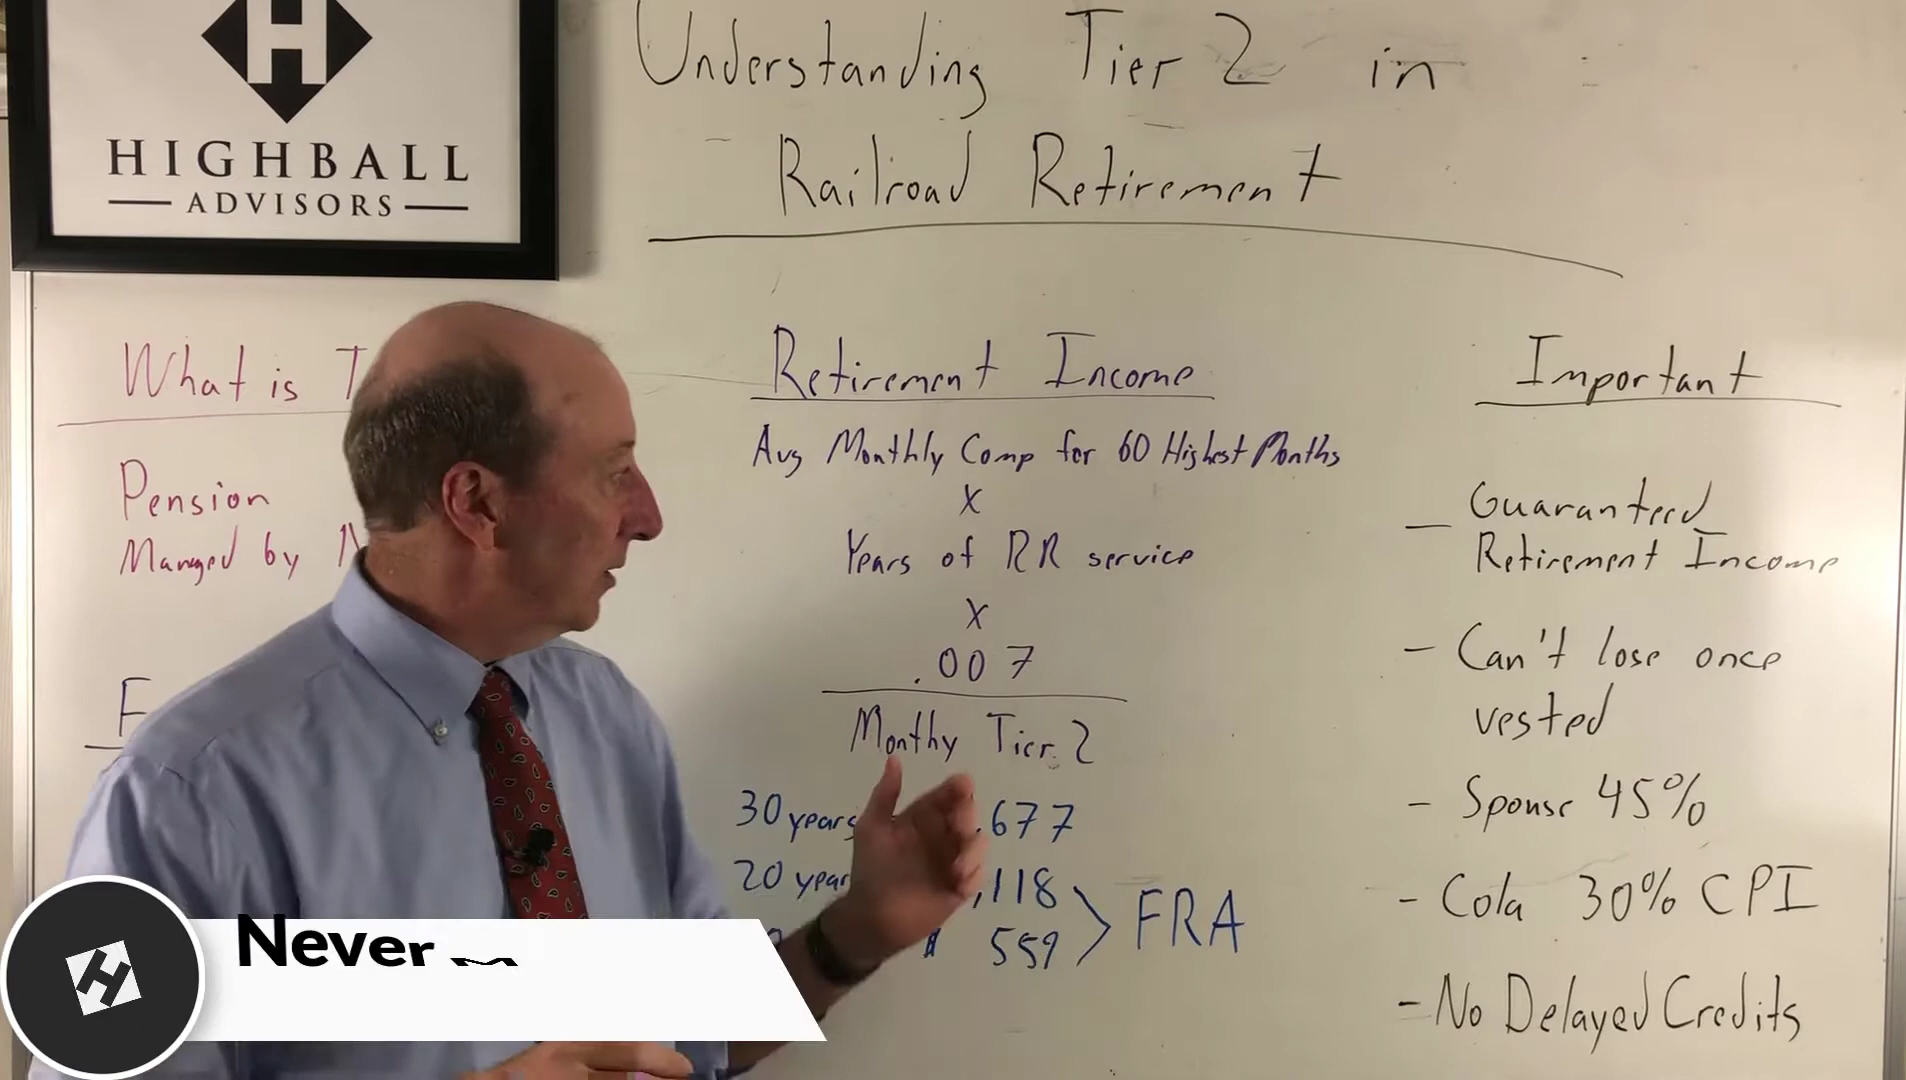 HIGHBALL
ADVISORS
Understanding Tier 2 in
Railroad Retirement
What is T
Pension
Manged by N
Retirement Income
Avg Monthly Comp for 60 Highest Months
X
Years of RR service
X
.007
Monthy Tier 2
30 years 677
20 year ,118
559
FRA
Important
- Guaranteed
Retirement Income
- Can't lose once
vested
- Spouse 45%
- Cola 30% CPI
- No Delayed Credits
Never